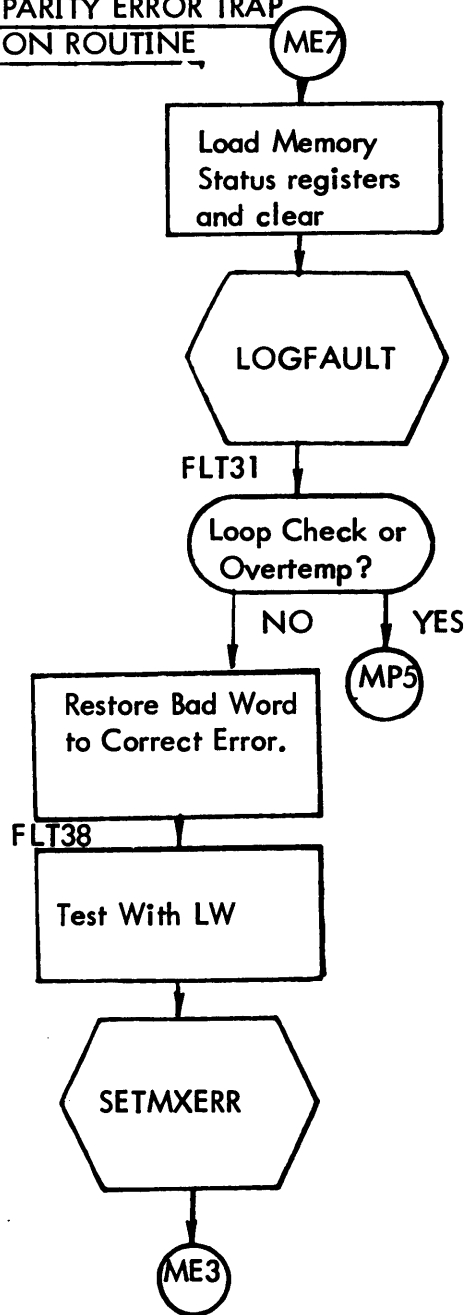 PARITY ERROR TRAP
ON ROUTINE
ME7
Load Memory
Status registers
and clear
LOGFAULT
FLT31
Loop Check or
Overtemp?
NO
YES
MP5
Restore Bad Word
to Correct Error.
FLT38
Test With LW
SETMXERR
ME3